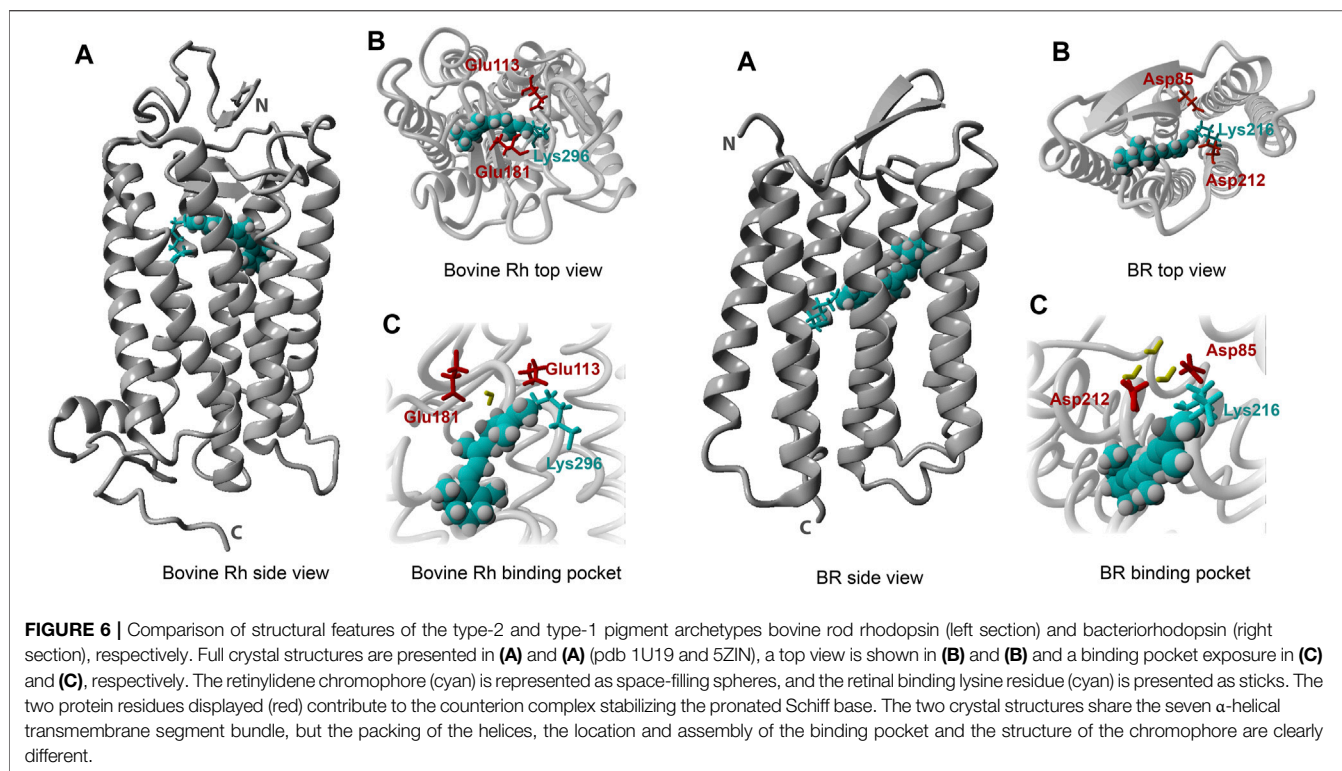 A
N
C
Bovine Rh side view
B
Glu113
Lys296
Glu181
Bovine Rh top view
C
Glu113
Glu181
Lys296
Bovine Rh binding pocket
A
N
C
BR side view
B
Asp85
Lys216
Asp212
BR top view
C
Asp85
Asp212
Lys216
BR binding pocket
FIGURE 6 | Comparison of structural features of the type-2 and type-1 pigment archetypes bovine rod rhodopsin (left section) and bacteriorhodopsin (right
section), respectively. Full crystal structures are presented in (A) and (A) (pdb 1U19 and 5ZIN), a top view is shown in (B) and (B) and a binding pocket exposure in (C)
and (C), respectively. The retinylidene chromophore (cyan) is represented as space-filling spheres, and the retinal binding lysine residue (cyan) is presented as sticks. The
two protein residues displayed (red) contribute to the counterion complex stabilizing the pronated Schiff base. The two crystal structures share the seven α-helical
transmembrane segment bundle, but the packing of the helices, the location and assembly of the binding pocket and the structure of the chromophore are clearly
different.